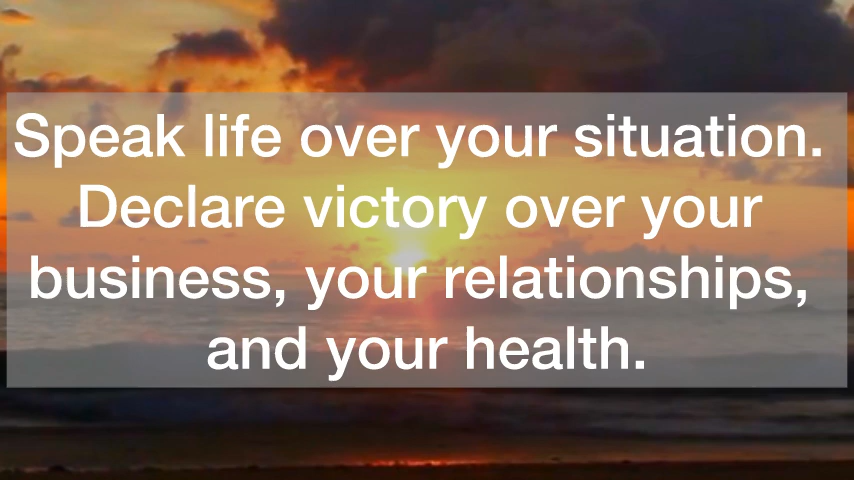 Speak life over your situation.
Declare victory over your
business, your relationships,
and your health.